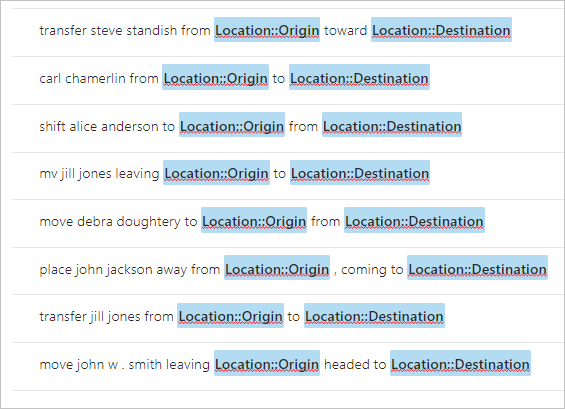 transfer steve standish from Location::Origin toward Location::Destination
carl chamerlin from Location::Origin to Location::Destination
shift alice anderson to Location::Origin from Location::Destination
mv jill jones leaving Location::Origin to Location::Destination
move debra doughtery to Location::Origin from Location::Destination
place john jackson away from Location::Origin , coming to Location::Destination
transfer jill jones from Location::Origin to Location::Destination
move john w . smith leaving Location::Origin headed to Location::Destination